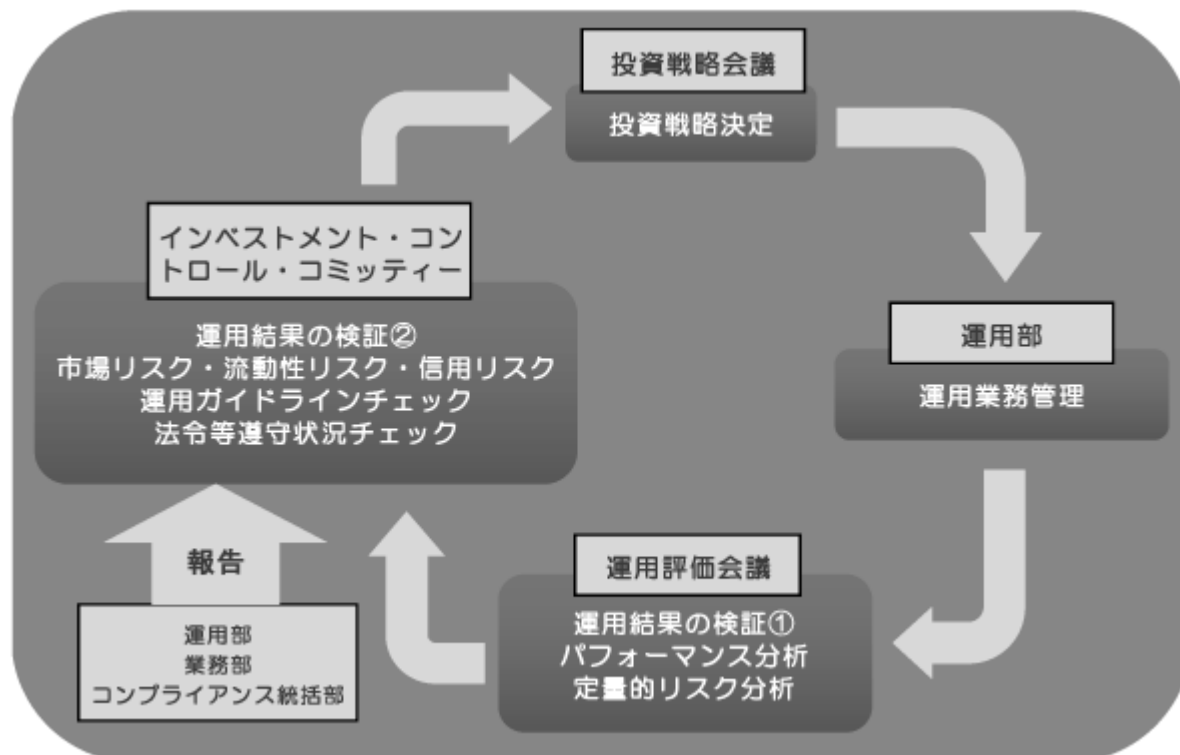 投資戦略会議
投資戦略決定
インベストメント・コン
トロール・コミッティー
運用結果の検証②
市場リスク・流動性リスク・信用リスク
運用ガイドラインチェック
法令等遵守状況チェック
運用部
運用業務管理
運用評価会議
運用結果の検証①
パフォーマンス分析
定量的リスク分析
報告
運用部
業務部
コンプライアンス統括部